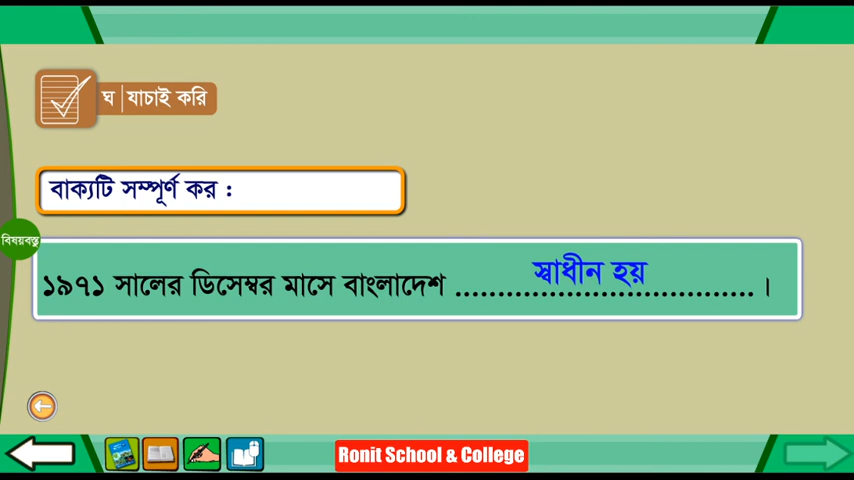 ঘ | যাচাই করি
বাক্যটি সম্পূর্ণ কর :
বিষয়বস্তু
স্বাধীন হয়
১৯৭১ সালের ডিসেম্বর মাসে বাংলাদেশ ................................... ।
Ronit School & College